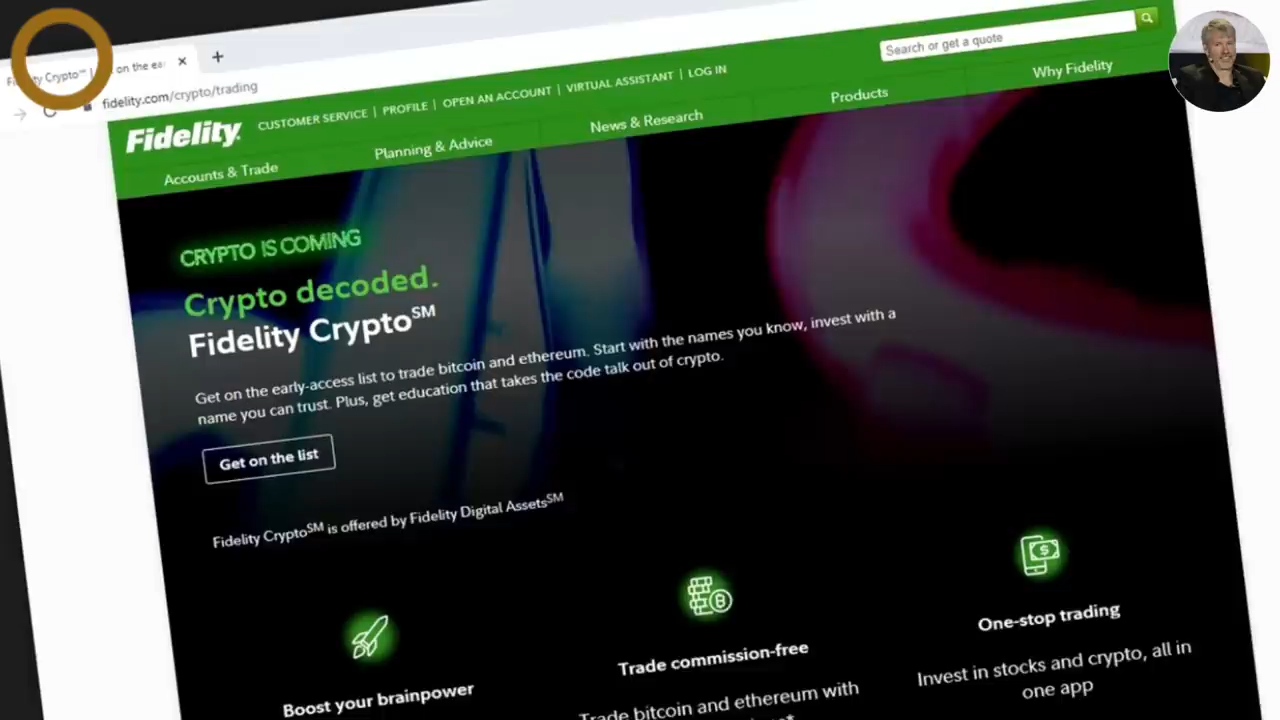 Crypto℠ | on the ea
fidelity.com/crypto/trading
Search or get a quote
Fidelity
CUSTOMER SERVICE | PROFILE | OPEN AN ACCOUNT | VIRTUAL ASSISTANT | LOG IN
Accounts & Trade
Planning & Advice
News & Research
Products
Why Fidelity
CRYPTO IS COMING
Crypto decoded.
Fidelity Crypto℠
Get on the early-access list to trade bitcoin and ethereum. Start with the names you know, invest with a
name you can trust. Plus, get education that takes the code talk out of crypto.
Get on the list
Fidelity Crypto℠ is offered by Fidelity Digital Assets℠
Boost your brainpower
Trade commission-free
Trade bitcoin and ethereum with
One-stop trading
Invest in stocks and crypto, all in
one app